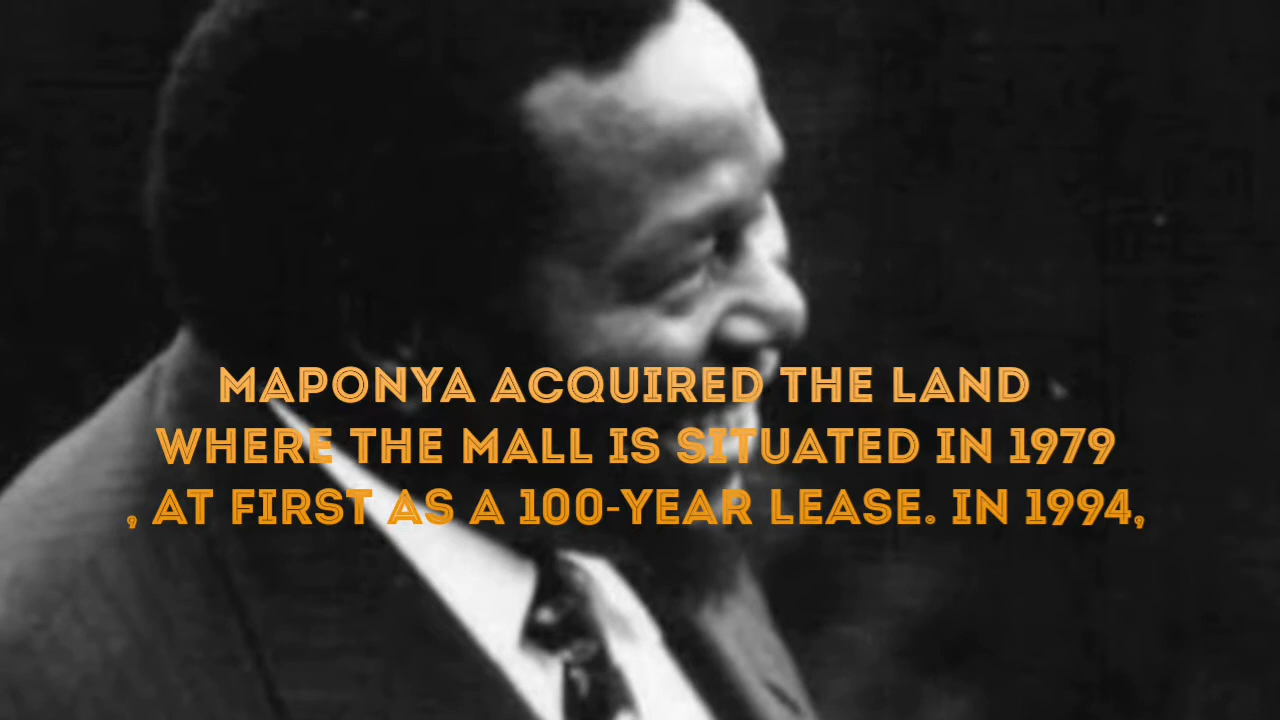 MAPONYA ACQUIRED THE LAND
WHERE THE MALL IS SITUATED IN 1979
, AT FIRST AS A 100-YEAR LEASE. IN 1994,